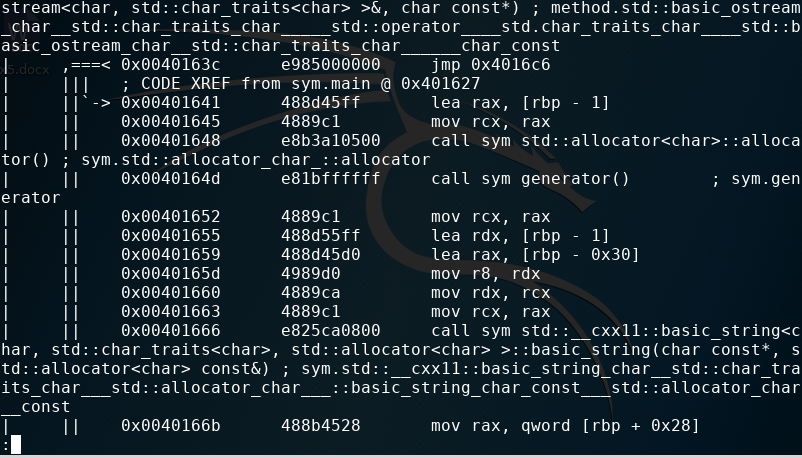 stream<char, std::char_traits<char> >&, char const*) ; method.std::basic_ostream
_char__std::char_traits_char_____std::operator____std.char_traits_char____std::b
asic_ostream_char__std::char_traits_char______char_const
|     ,===< 0x0040163c      e985000000     jmp 0x4016c6
|     |||    ; CODE XREF from sym.main @ 0x401627
|     ||`-> 0x00401641      488d45ff       lea rax, [rbp - 1]
|     ||    0x00401645      4889c1         mov rcx, rax
|     ||    0x00401648      e8b3a10500     call sym std::allocator<char>::alloca
tor() ; sym.std::allocator_char_::allocator
|     ||    0x0040164d      e81bffffff     call sym generator()        ; sym.gen
erator
|     ||    0x00401652      4889c1         mov rcx, rax
|     ||    0x00401655      488d55ff       lea rdx, [rbp - 1]
|     ||    0x00401659      488d45d0       lea rax, [rbp - 0x30]
|     ||    0x0040165d      4989d0         mov r8, rdx
|     ||    0x00401660      4889ca         mov rdx, rcx
|     ||    0x00401663      4889c1         mov rcx, rax
|     ||    0x00401666      e825ca0800     call sym std::__cxx11::basic_string<c
har, std::char_traits<char>, std::allocator<char> >::basic_string(char const*, s
td::allocator<char> const&) ; sym.std::__cxx11::basic_string_char__std::char_tra
its_char___std::allocator_char___::basic_string_char_const___std::allocator_char
__const
|     ||    0x0040166b      488b4528       mov rax, qword [rbp + 0x28]
: